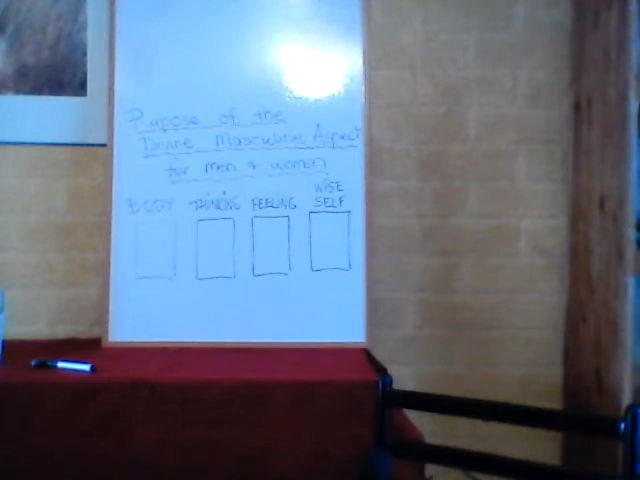 Purpose of the
Divine Masculine Aspect
for men & women
BODY THINKING FEELING WISE SELF